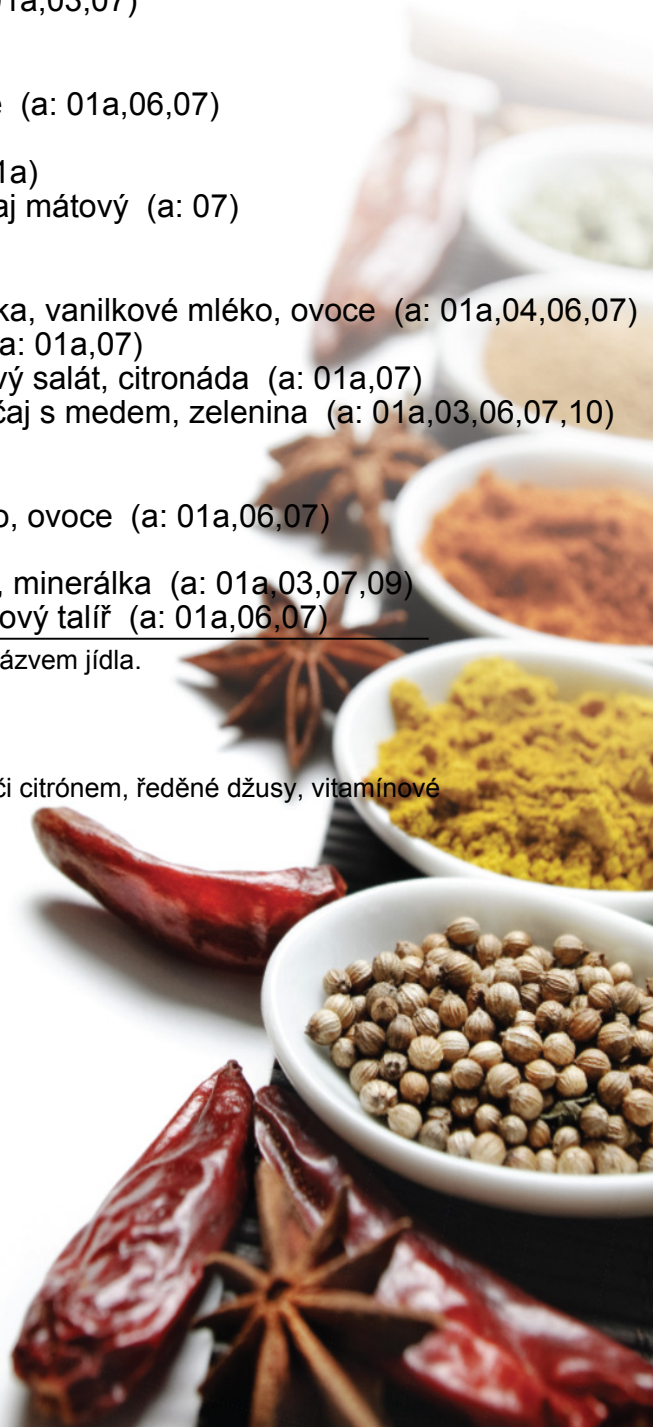 01a,03,07)
e (a: 01a,06,07)
1a)
aj mátový (a: 07)
ka, vanilkové mléko, ovoce (a: 01a,04,06,07)
a: 01a,07)
vý salát, citronáda (a: 01a,07)
čaj s medem, zelenina (a: 01a,03,06,07,10)
o, ovoce (a: 01a,06,07)
, minerálka (a: 01a,03,07,09)
ový talíř (a: 01a,06,07)
ázvem jídla.
či citrónem, ředěné džusy, vitamínové